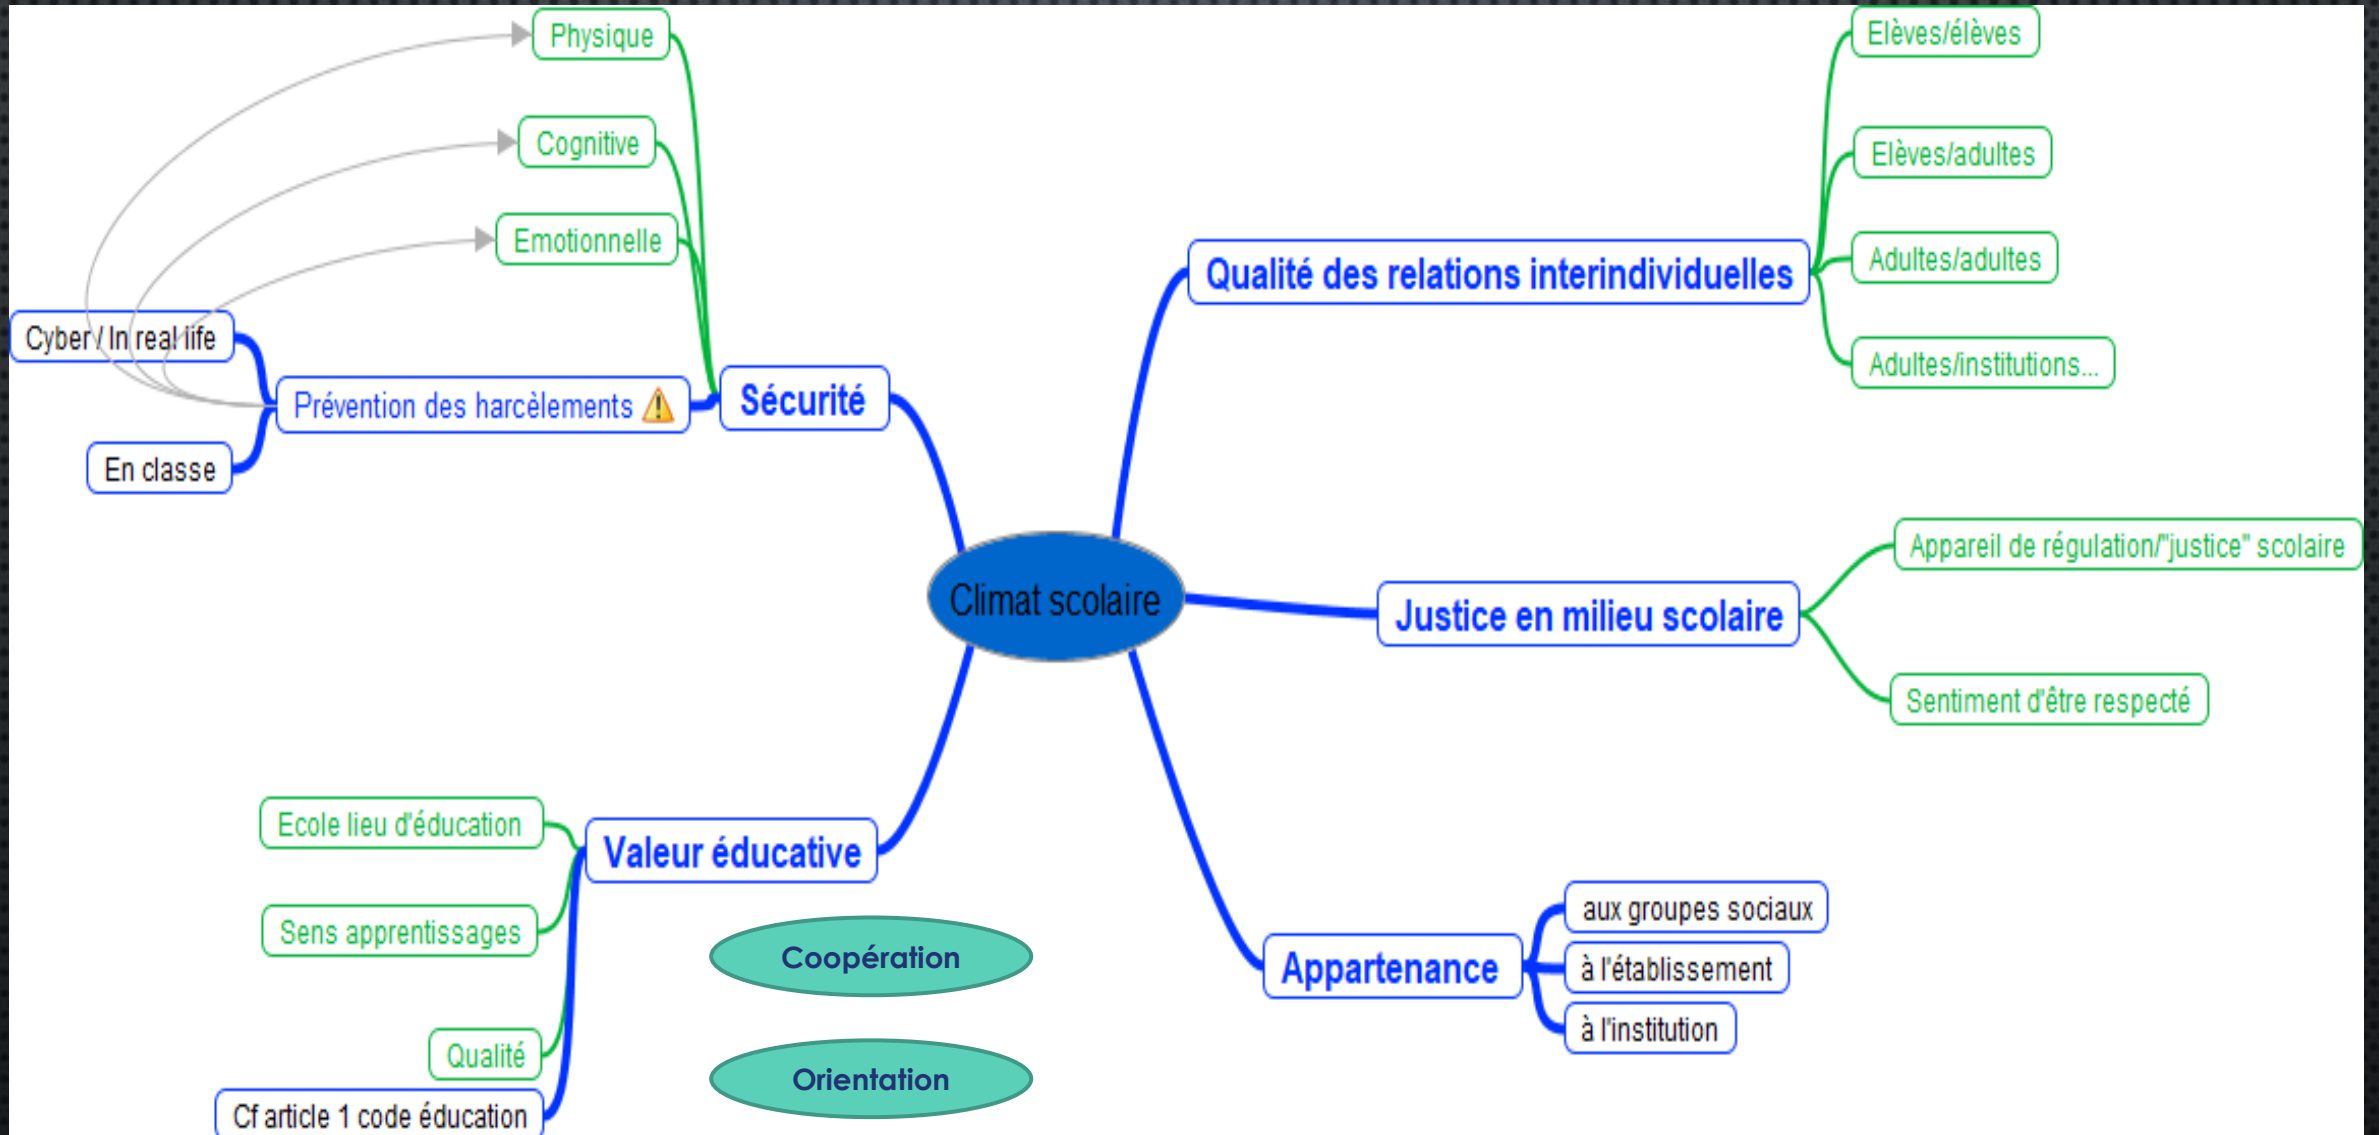 Physique
Cognitive
Emotionnelle
Cyber / In real life
Prévention des harcèlements
En classe
Sécurité
Elèves/élèves
Elèves/adultes
Adultes/adultes
Adultes/institutions...
Qualité des relations interindividuelles
Climat scolaire
Justice en milieu scolaire
Appareil de régulation/"justice" scolaire
Sentiment d'être respecté
Ecole lieu d'éducation
Sens apprentissages
Qualité
Cf article 1 code éducation
Valeur éducative
Coopération
Orientation
Appartenance
aux groupes sociaux
à l'établissement
à l'institution